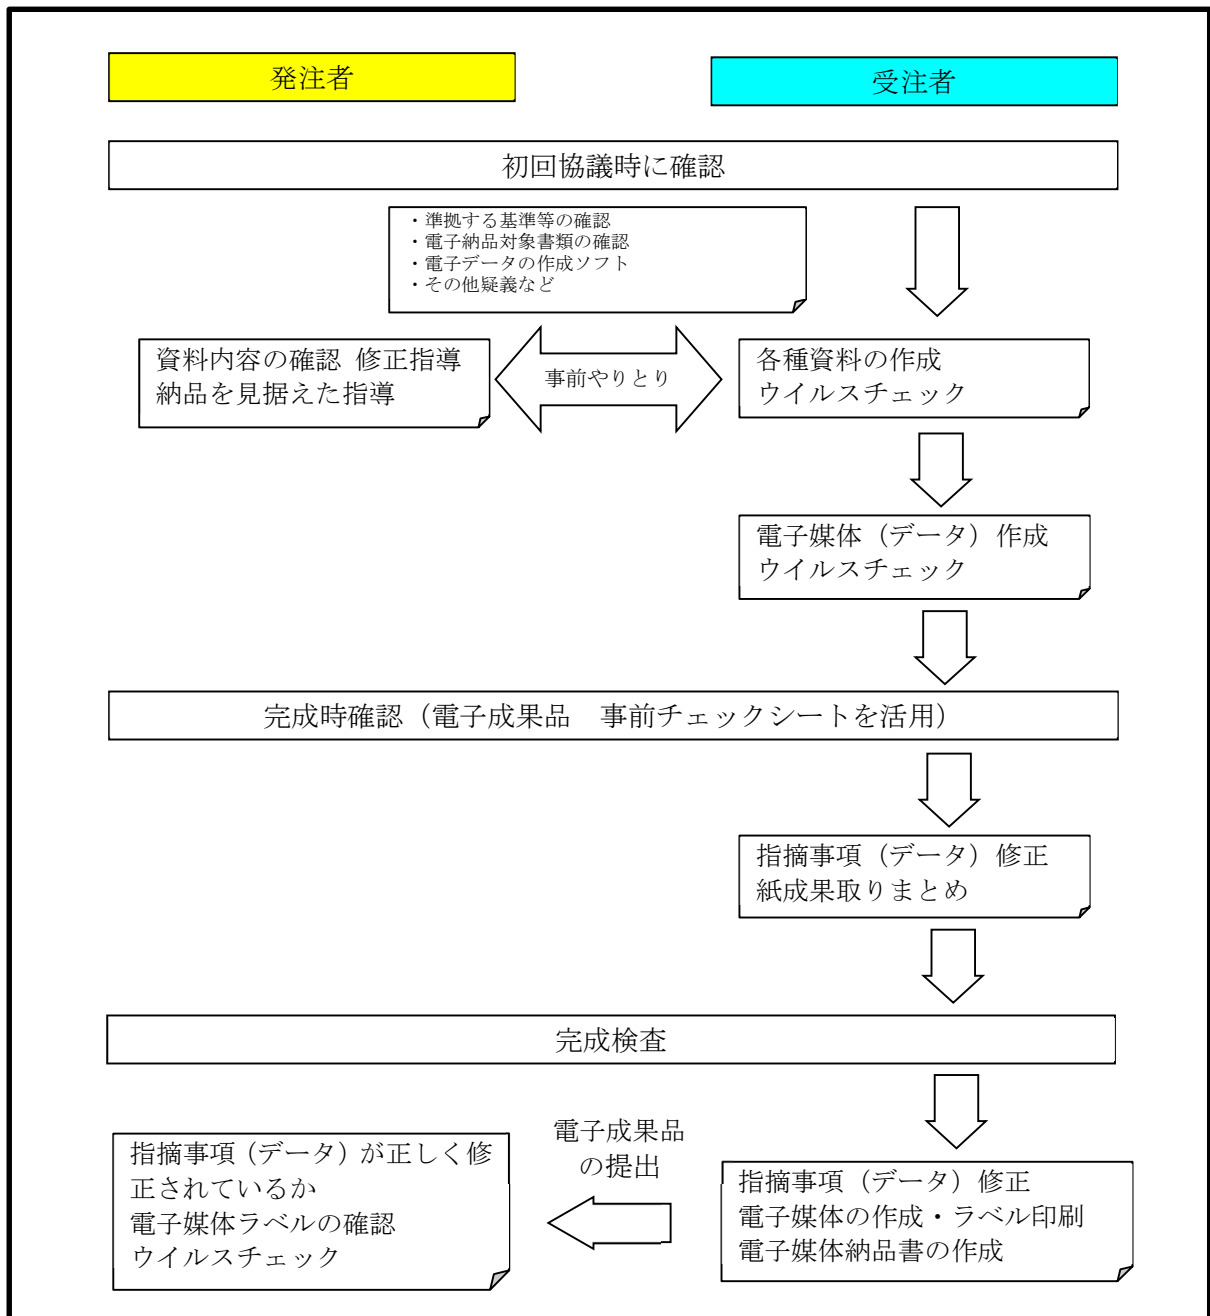 発注者
受注者
初回協議時に確認
・準拠する基準等の確認
・電子納品対象書類の確認
・電子データの作成ソフト
・その他疑義など
資料内容の確認 修正指導
納品を見据えた指導
事前やりとり
各種資料の作成
ウイルスチェック
電子媒体（データ）作成
ウイルスチェック
完成時確認（電子成果品　事前チェックシートを活用）
指摘事項（データ）修正
紙成果取りまとめ
完成検査
指摘事項（データ）が正しく修
正されているか
電子媒体ラベルの確認
ウイルスチェック
電子成果品
の提出
指摘事項（データ）修正
電子媒体の作成・ラベル印刷
電子媒体納品書の作成